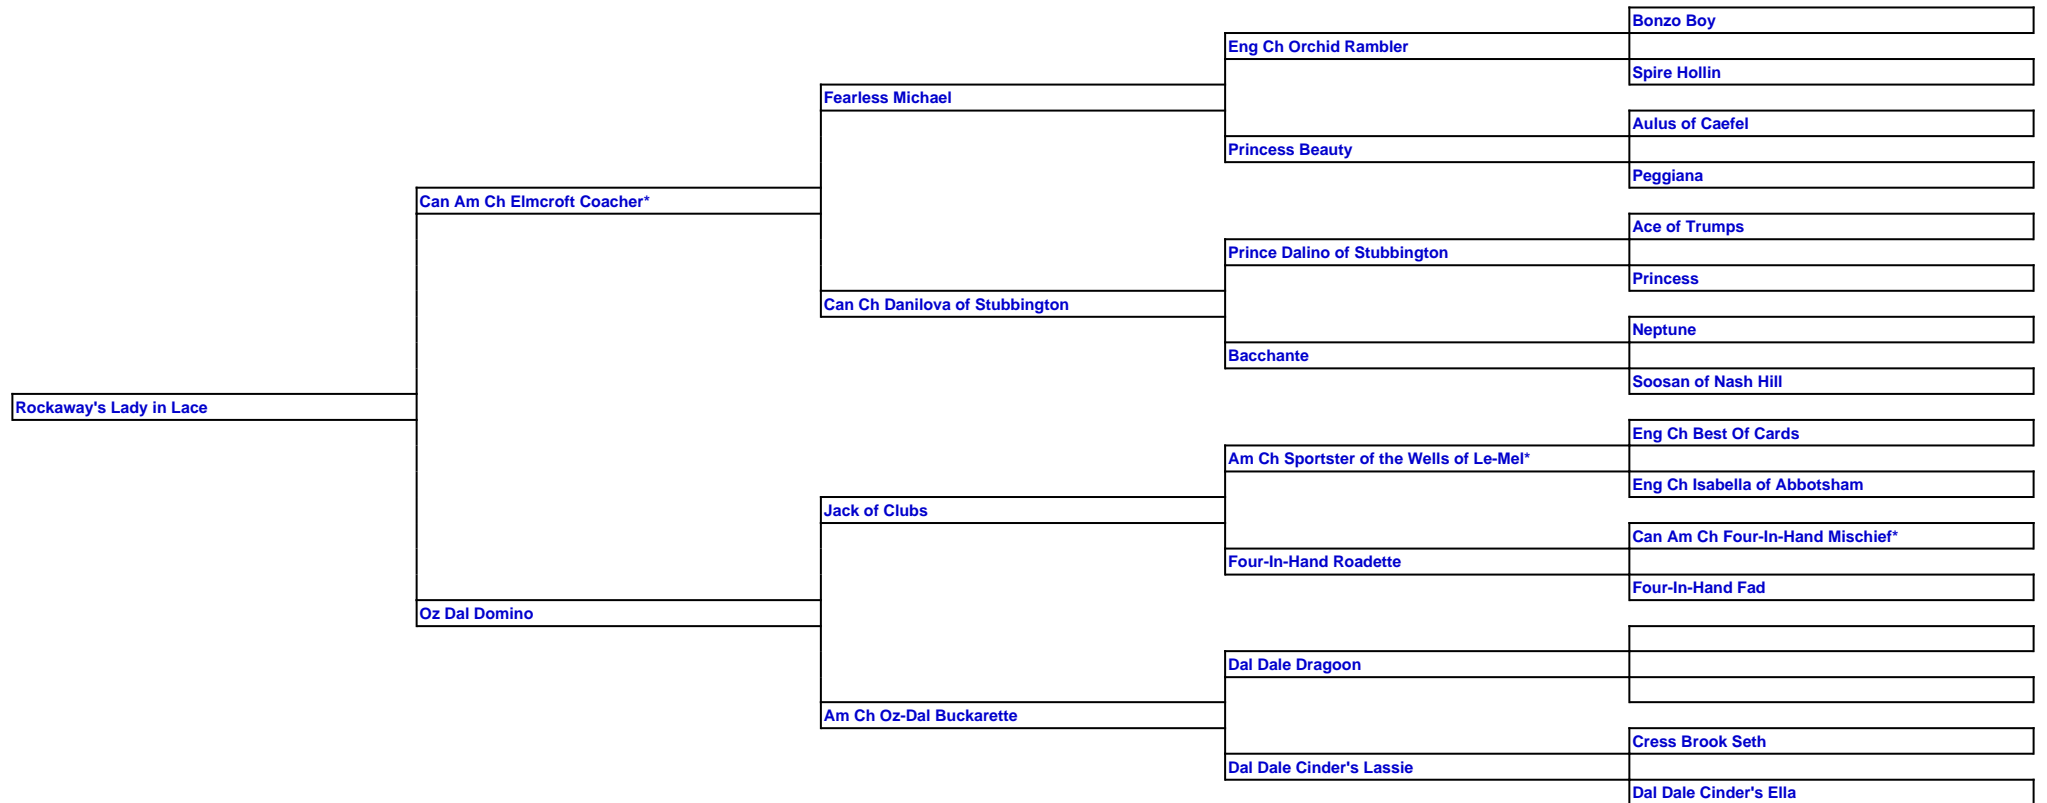 Bonzo Boy
Eng Ch Orchid Rambler
Spire Hollin
Fearless Michael
Aulus of Caefel
Princess Beauty
Peggiana
Can Am Ch Elmcroft Coacher*
Ace of Trumps
Prince Dalino of Stubbington
Princess
Can Ch Danilova of Stubbington
Neptune
Bacchante
Soosan of Nash Hill
Rockaway's Lady in Lace
Eng Ch Best Of Cards
Am Ch Sportster of the Wells of Le-Mel*
Eng Ch Isabella of Abbotsham
Jack of Clubs
Can Am Ch Four-In-Hand Mischief*
Four-In-Hand Roadette
Four-In-Hand Fad
Oz Dal Domino
Dal Dale Dragoon
Am Ch Oz-Dal Buckarette
Cress Brook Seth
Dal Dale Cinder's Lassie
Dal Dale Cinder's Ella